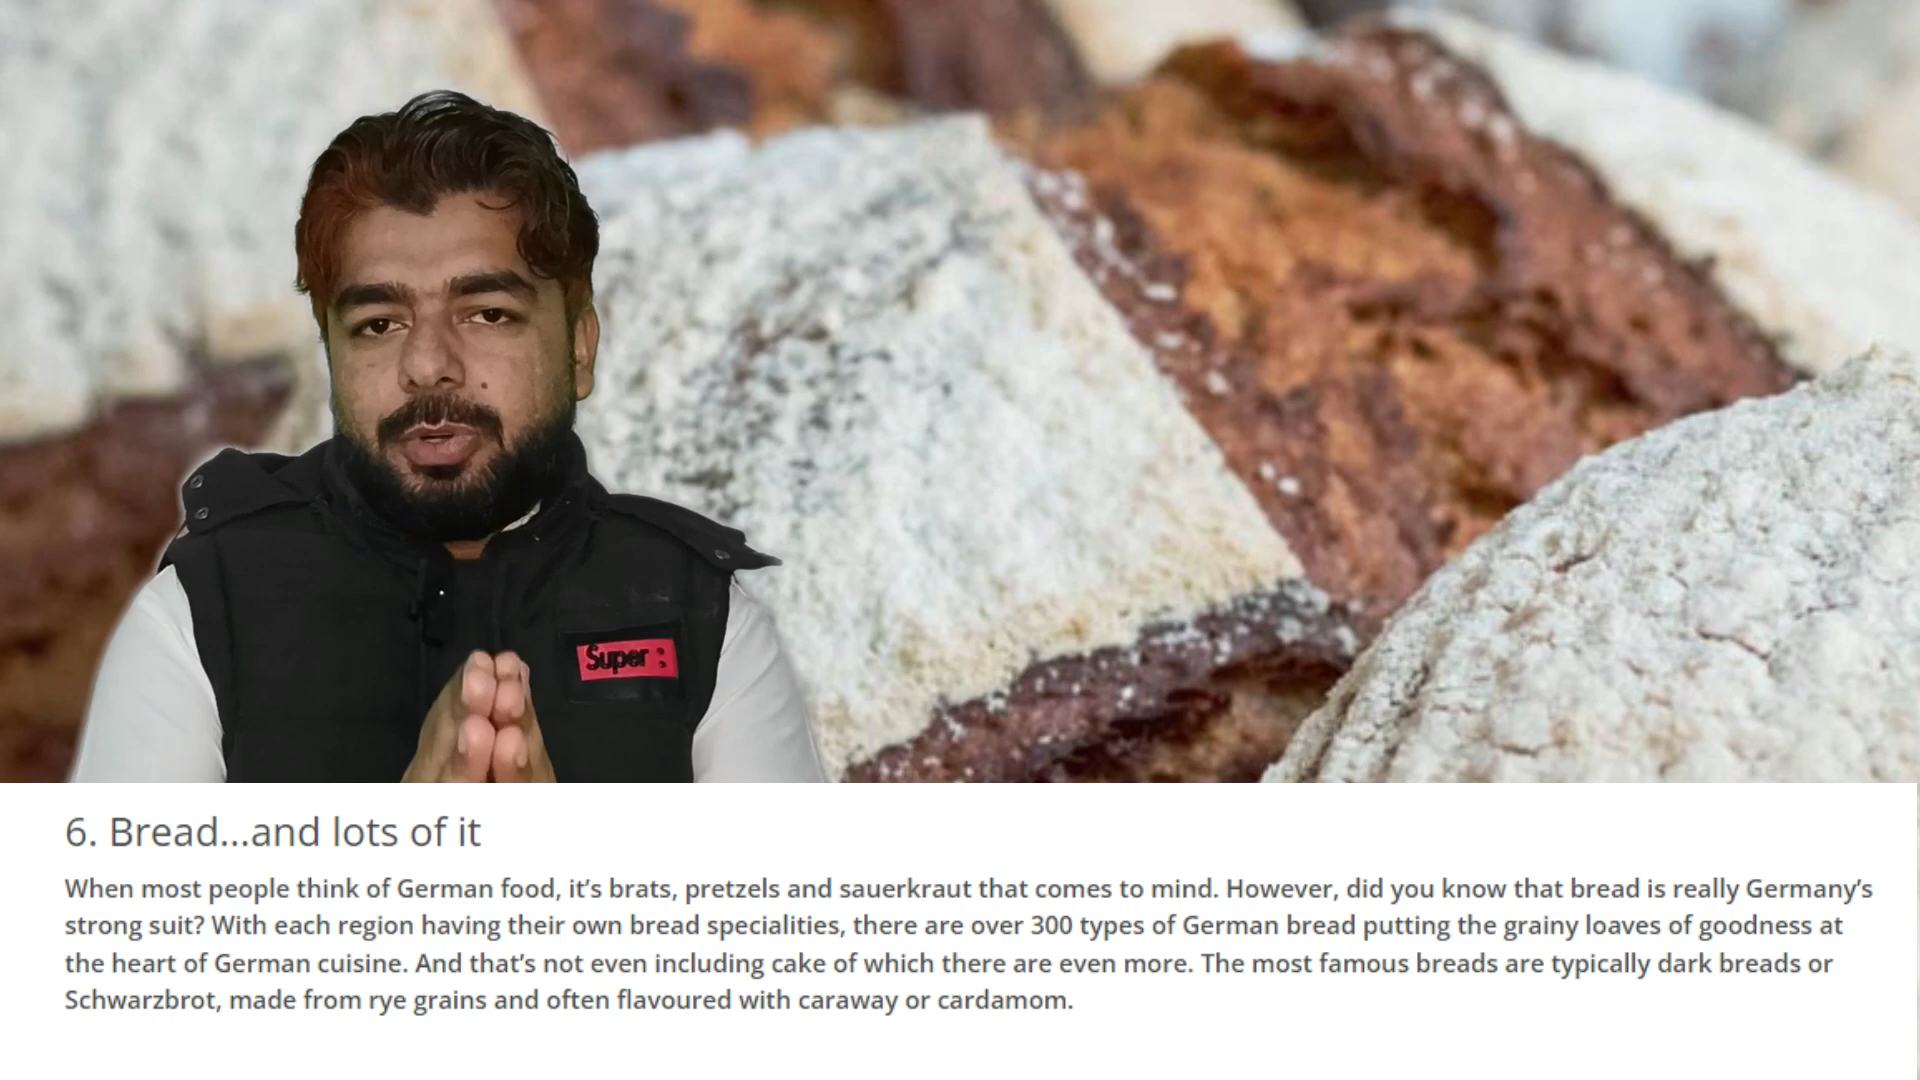 Super :
6. Bread...and lots of it
When most people think of German food, it’s brats, pretzels and sauerkraut that comes to mind. However, did you know that bread is really Germany’s
strong suit? With each region having their own bread specialities, there are over 300 types of German bread putting the grainy loaves of goodness at
the heart of German cuisine. And that’s not even including cake of which there are even more. The most famous breads are typically dark breads or
Schwarzbrot, made from rye grains and often flavoured with caraway or cardamom.